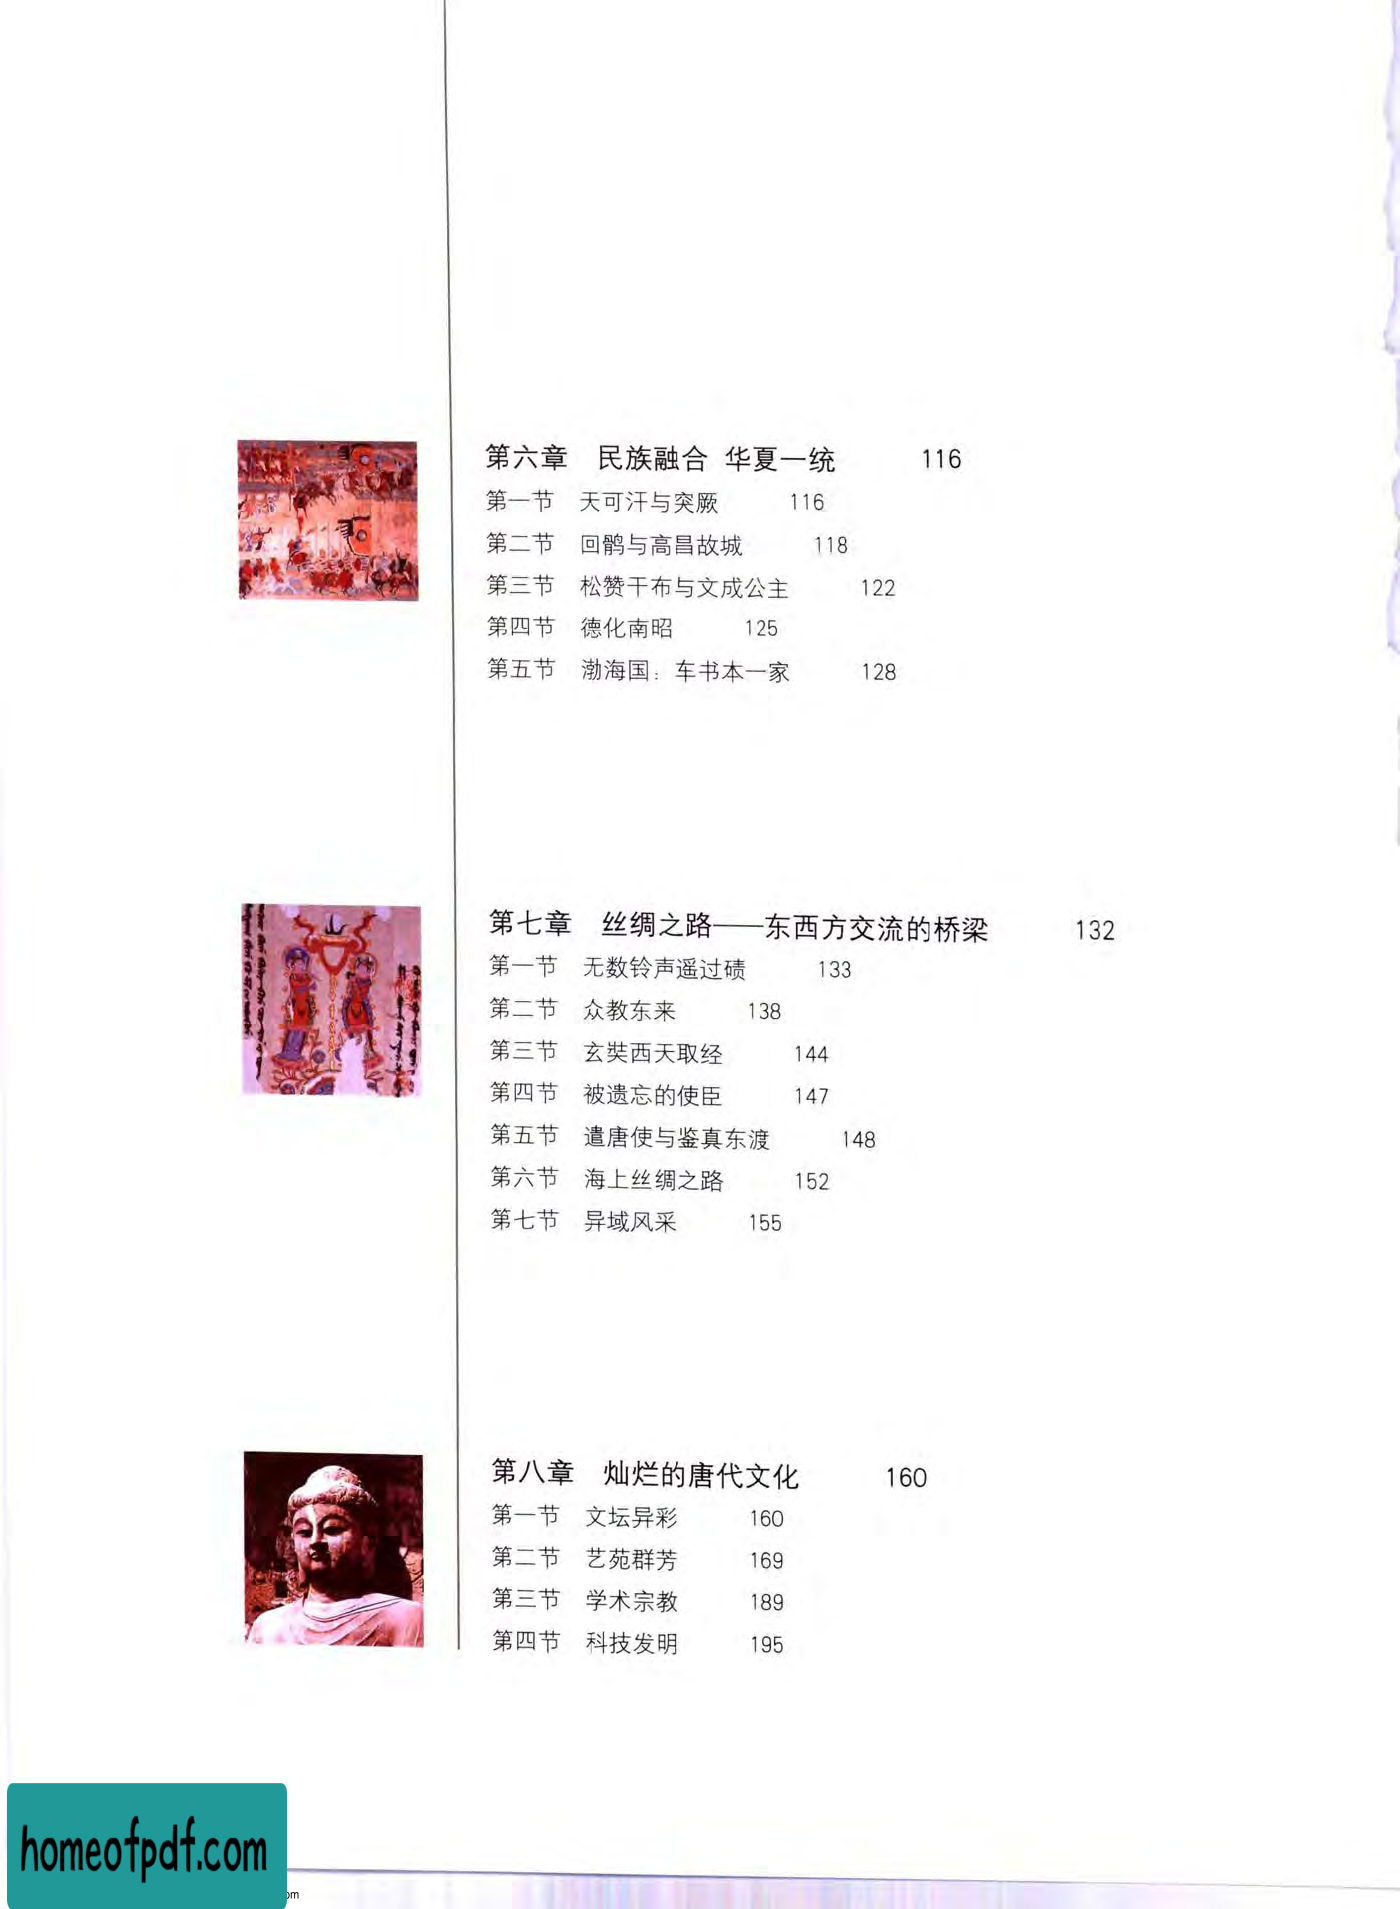 第六章 民族融合 华夏一统 116
第一节 天可汗与突厥 116
第二节 回鹘与高昌故城 118
第三节 松赞干布与文成公主 122
第四节 德化南昭 125
第五节 渤海国：车书本一家 128
第七章 丝绸之路——东西方交流的桥梁 132
第一节 无数铃声遥过碛 133
第二节 众教东来 138
第三节 玄奘西天取经 144
第四节 被遗忘的使臣 147
第五节 遣唐使与鉴真东渡 148
第六节 海上丝绸之路 152
第七节 异域风采 155
第八章 灿烂的唐代文化 160
第一节 文坛异彩 160
第二节 艺苑群芳 169
第三节 学术宗教 189
第四节 科技发明 195
homeofpdf.com
om